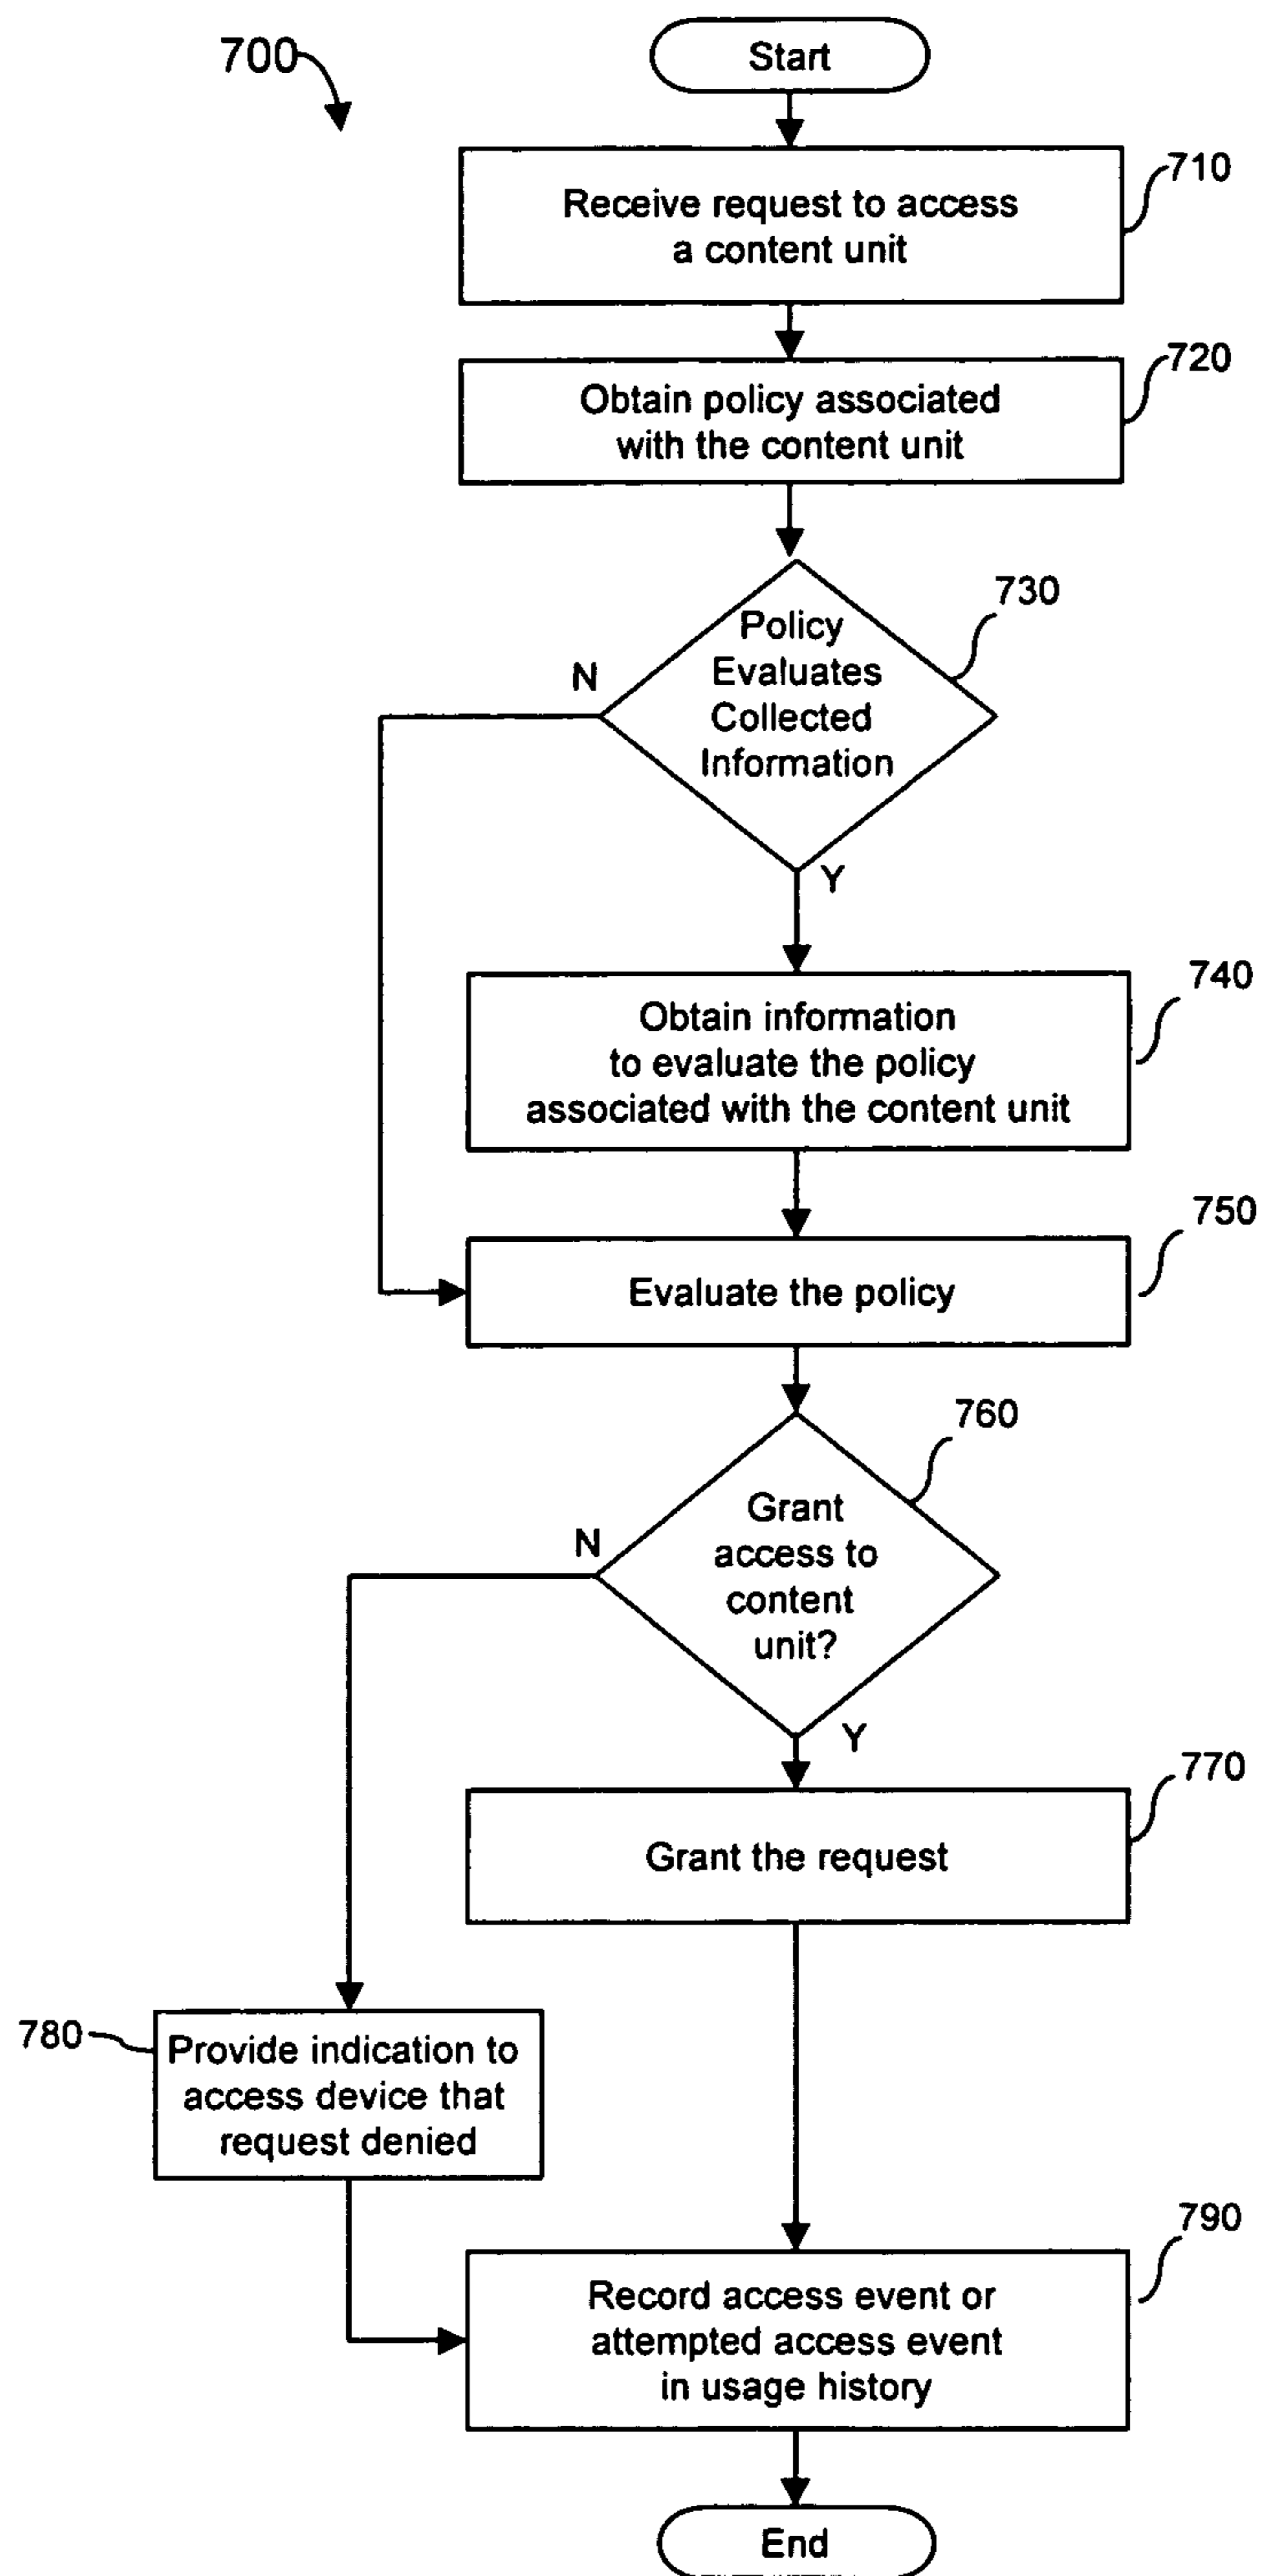 700
Start
710
Receive request to access
a content unit
720
Obtain policy associated
with the content unit
730
Policy
Evaluates
Collected
Information
N
Y
740
Obtain information
to evaluate the policy
associated with the content unit
750
Evaluate the policy
760
Grant
access to
content
unit?
N
Y
770
Grant the request
780
Provide indication to
access device that
request denied
790
Record access event or
attempted access event
in usage history
End